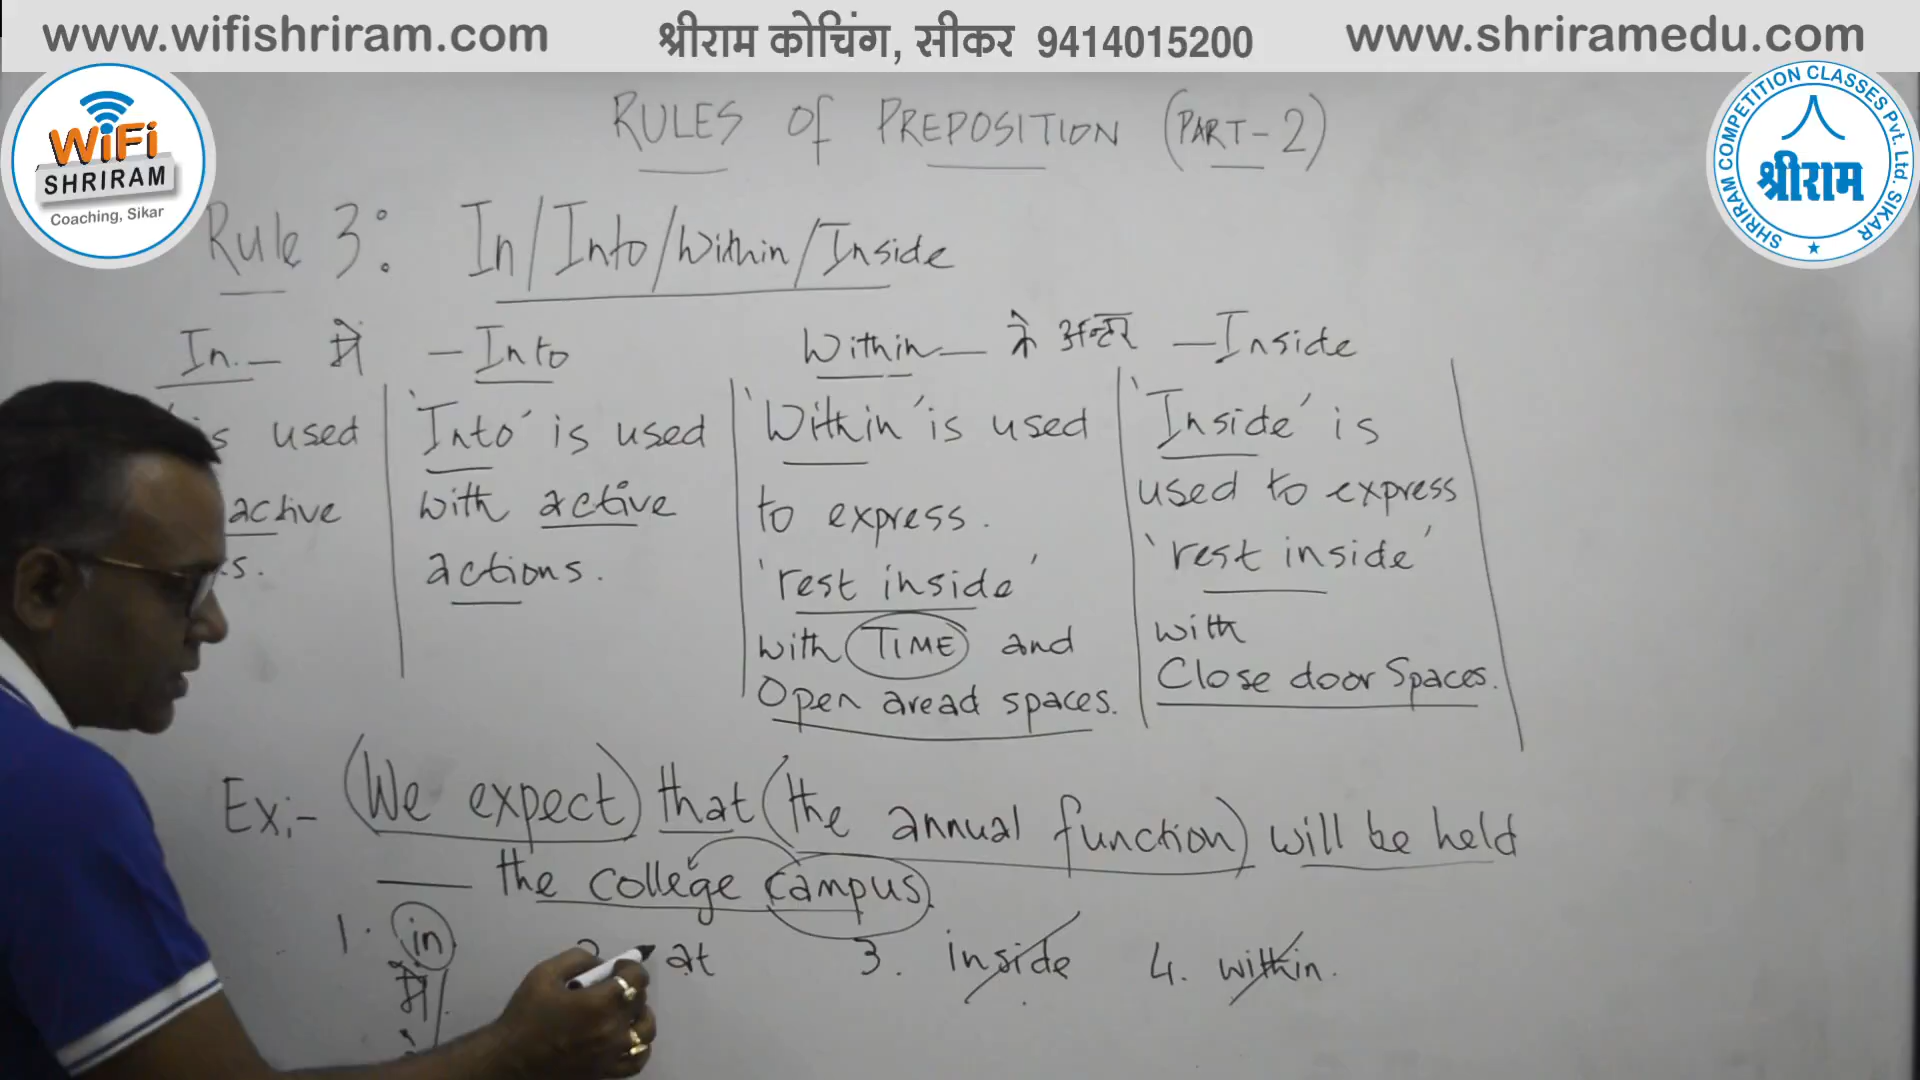 www.wifishriram.com श्रीराम कोचिंग, सीकर 9414015200 www.shriramedu.com
WiFi
SHRIRAM
Coaching, Sikar
SHRIRAM COMPETITION CLASSES Pvt. Ltd. SIKAR
श्रीराम
RULES Of PREPOSITION (PART-2)
Rule 3: In/Into/Within/Inside
In. — में — Into
Within — के अन्दर — Inside
is used
active
s.
'Into' is used
with active
actions.
'Within' is used
to express.
'rest inside'
with TIME and
Open aread spaces.
'Inside' is
used to express
'rest inside'
with
Close door Spaces.
Ex:- (We expect) that (the annual function) will be held
____ the college campus.
1. in 2. at 3. inside 4. within.
में